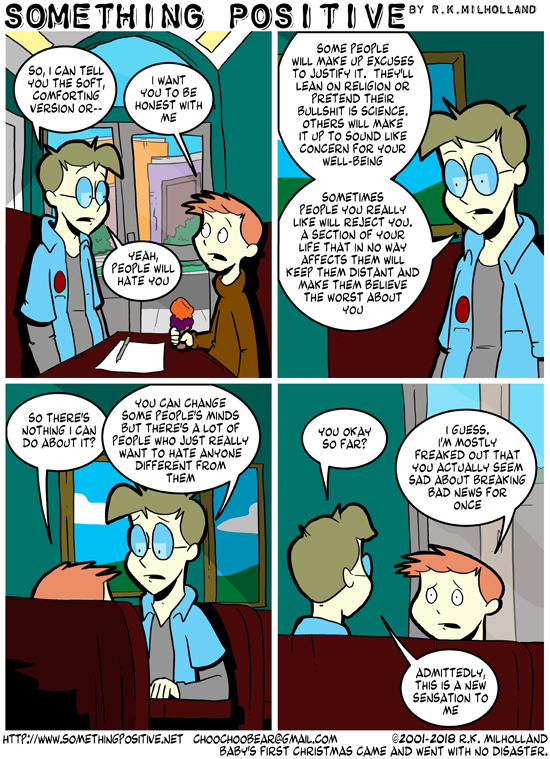 SOMETHING POSITIVE BY R.K.MILHOLLAND
SO, I CAN TELL
YOU THE SOFT,
COMFORTING
VERSION OR--
I WANT
YOU TO BE
HONEST WITH
ME
YEAH,
PEOPLE WILL
HATE YOU
SOME PEOPLE
WILL MAKE UP EXCUSES
TO JUSTIFY IT. THEY'LL
LEAN ON RELIGION OR
PRETEND THEIR
BULLSHIT IS SCIENCE.
OTHERS WILL MAKE
IT UP TO SOUND LIKE
CONCERN FOR YOUR
WELL-BEING
SOMETIMES
PEOPLE YOU REALLY
LIKE WILL REJECT YOU.
A SECTION OF YOUR
LIFE THAT IN NO WAY
AFFECTS THEM WILL
KEEP THEM DISTANT AND
MAKE THEM BELIEVE
THE WORST ABOUT
YOU
SO THERE'S
NOTHING I CAN
DO ABOUT IT?
YOU CAN CHANGE
SOME PEOPLE'S MINDS
BUT THERE'S A LOT OF
PEOPLE WHO JUST REALLY
WANT TO HATE ANYONE
DIFFERENT FROM
THEM
YOU OKAY
SO FAR?
I GUESS.
I'M MOSTLY
FREAKED OUT THAT
YOU ACTUALLY SEEM
SAD ABOUT BREAKING
BAD NEWS FOR
ONCE
ADMITTEDLY,
THIS IS A NEW
SENSATION TO
ME
HTTP://WWW.SOMETHINGPOSITIVE.NET CHOOCHOOBEAR@GMAIL.COM ©2001-2018 R.K. MILHOLLAND
BABY'S FIRST CHRISTMAS CAME AND WENT WITH NO DISASTER.